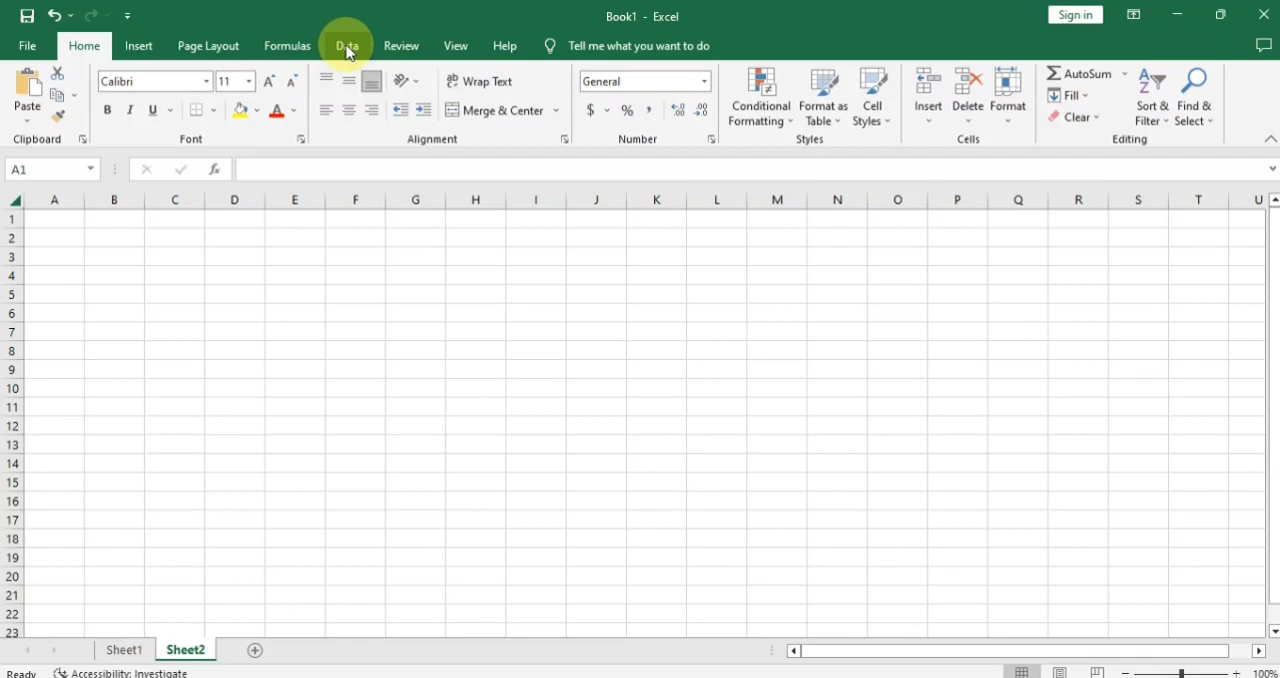 Book1 - Excel
Sign in
File Home Insert Page Layout Formulas Data Review View Help Tell me what you want to do
Calibri 11 Wrap Text General AutoSum
Fill
Paste B I U Merge & Center $ % , Conditional Formatting Format as Table Cell Styles Insert Delete Format Clear Sort & Filter Find & Select
Clipboard Font Alignment Number Styles Cells Editing
A1 fx
A B C D E F G H I J K L M N O P Q R S T U
1
2
3
4
5
6
7
8
9
10
11
12
13
14
15
16
17
18
19
20
21
22
23
Sheet1 Sheet2
Ready Accessibility: Investigate 100%